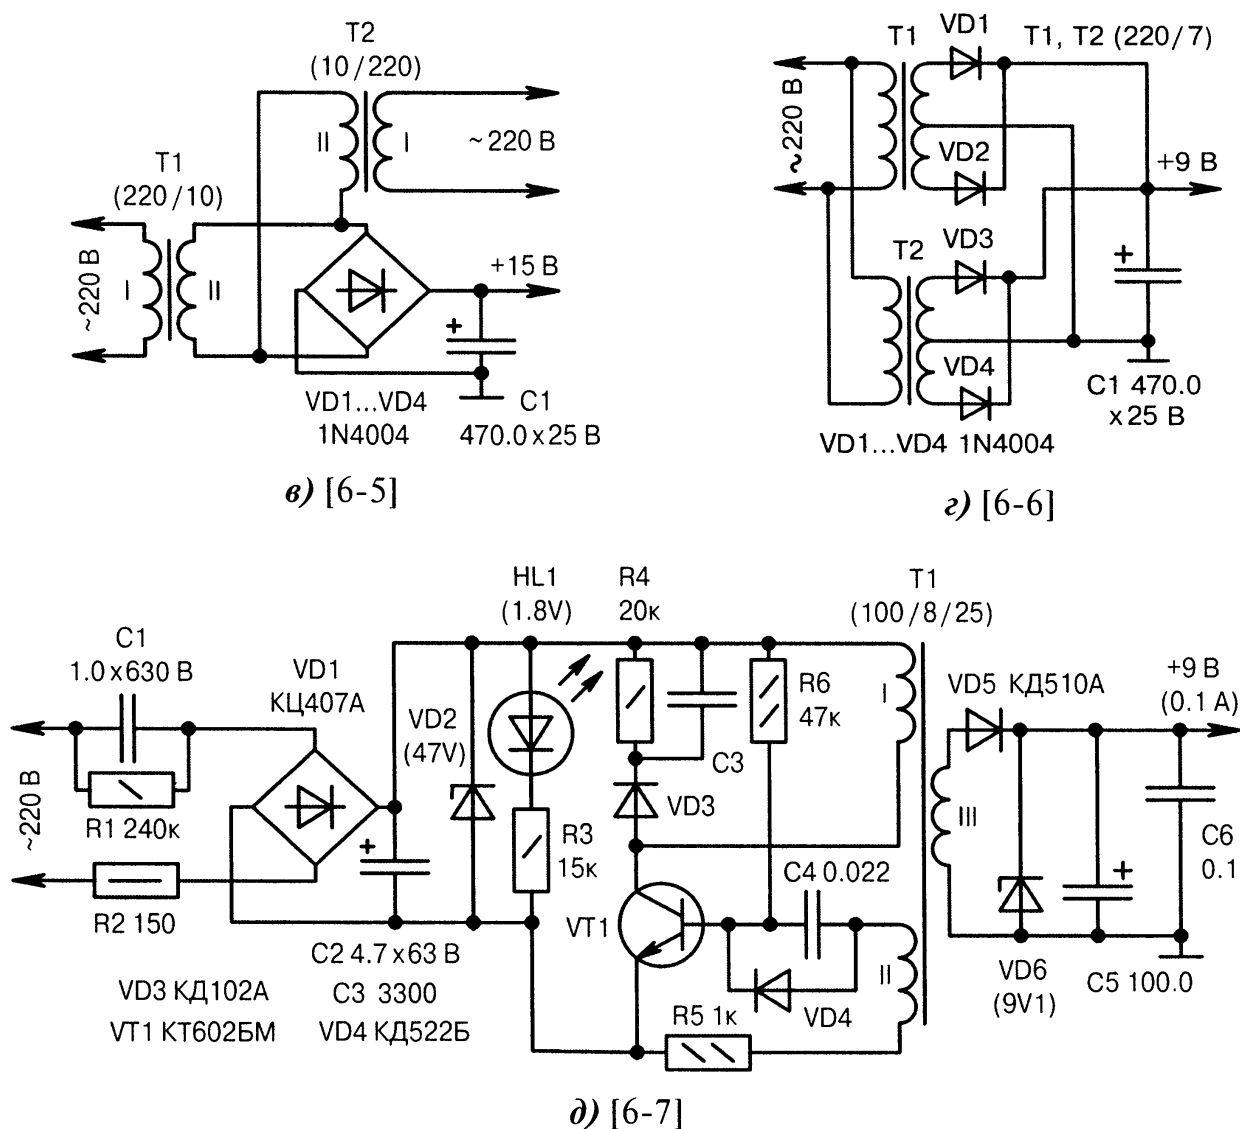 T2
(10/220)
II
I
~220 В
T1
(220/10)
~220 В
I
II
+15 В
+
VD1...VD4
1N4004
C1
470.0 x 25 В
в) [6-5]
VD1
T1
T1, T2 (220/7)
~220 В
VD2
+9 В
T2
VD3
+
VD4
C1 470.0
x 25 В
VD1...VD4 1N4004
г) [6-6]
HL1
(1.8V)
R4
20к
T1
(100/8/25)
C1
1.0 x 630 В
VD1
КЦ407А
VD2
(47V)
R6
47к
I
VD5 КД510А
+9 В
(0.1 А)
C3
VD3
~220 В
R1 240к
+
R3
15к
III
C6
0.1
C4 0.022
+
R2 150
VT1
C2 4.7 x 63 В
II
VD6
(9V1)
C5 100.0
VD3 КД102А
C3 3300
R5 1к
VD4
VT1 КТ602БМ
VD4 КД522Б
д) [6-7]